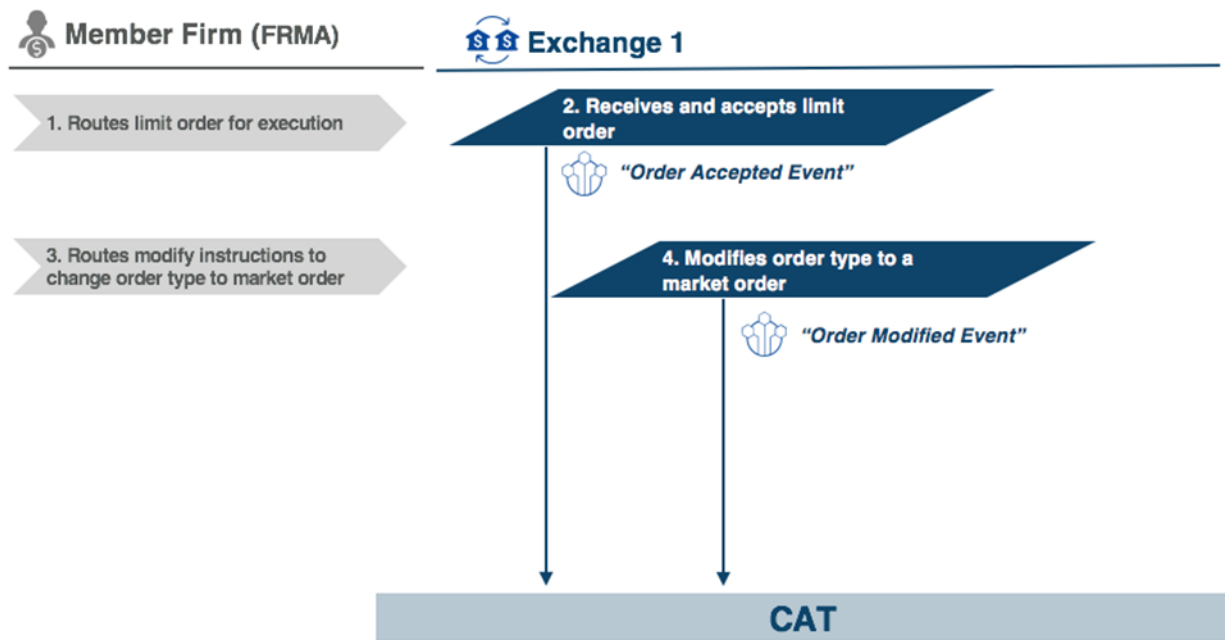 Member Firm (FRMA)
Exchange 1
1. Routes limit order for execution
2. Receives and accepts limit
order
“Order Accepted Event”
3. Routes modify instructions to
change order type to market order
4. Modifies order type to a
market order
“Order Modified Event”
CAT